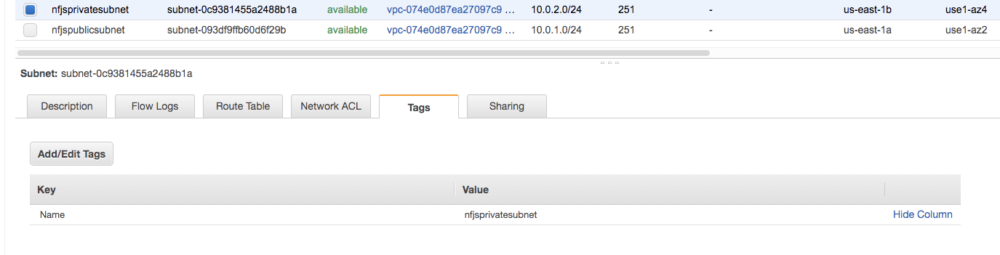 nfjsprivatesubnet subnet-0c9381455a2488b1a available vpc-074e0d87ea27097c9 ... 10.0.2.0/24 251 - us-east-1b use1-az4
nfjspublicsubnet subnet-093df9ffb60d6f29b available vpc-074e0d87ea27097c9 ... 10.0.1.0/24 251 - us-east-1a use1-az2
Subnet: subnet-0c9381455a2488b1a
Description Flow Logs Route Table Network ACL Tags Sharing
Add/Edit Tags
Key Value
Name nfjsprivatesubnet Hide Column